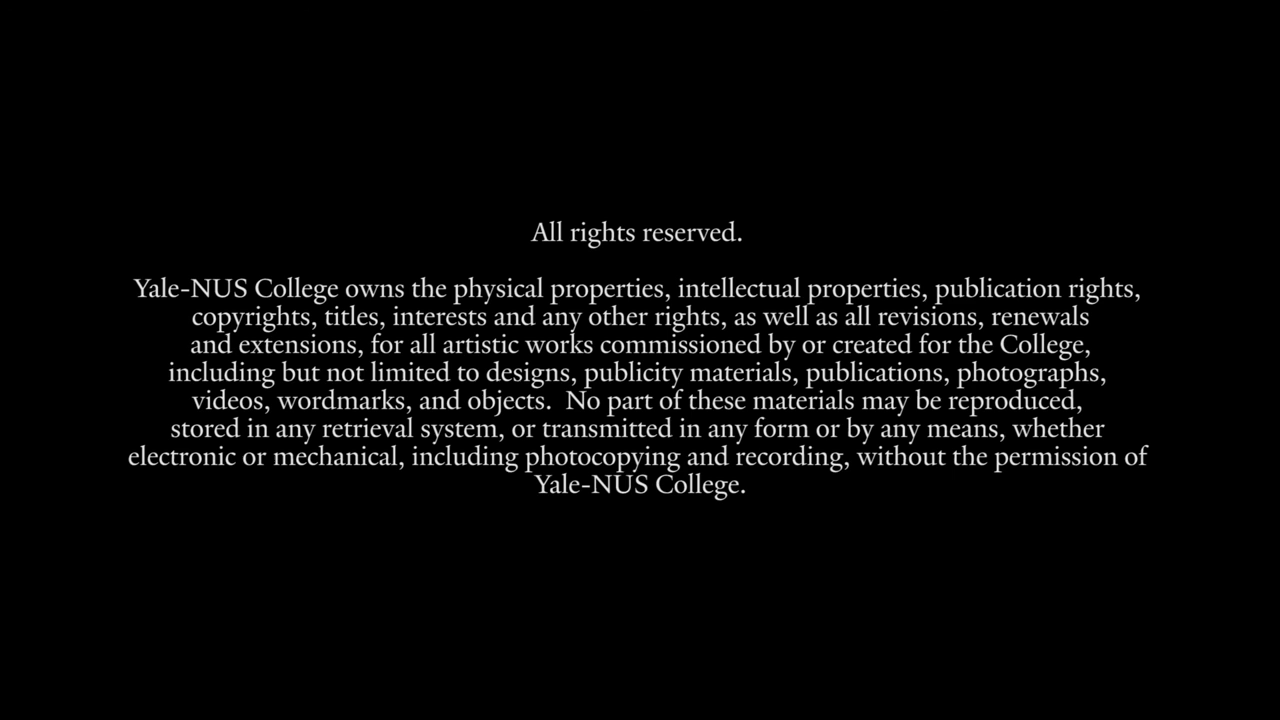 All rights reserved.
Yale-NUS College owns the physical properties, intellectual properties, publication rights,
copyrights, titles, interests and any other rights, as well as all revisions, renewals
and extensions, for all artistic works commissioned by or created for the College,
including but not limited to designs, publicity materials, publications, photographs,
videos, wordmarks, and objects.  No part of these materials may be reproduced,
stored in any retrieval system, or transmitted in any form or by any means, whether
electronic or mechanical, including photocopying and recording, without the permission of
Yale-NUS College.